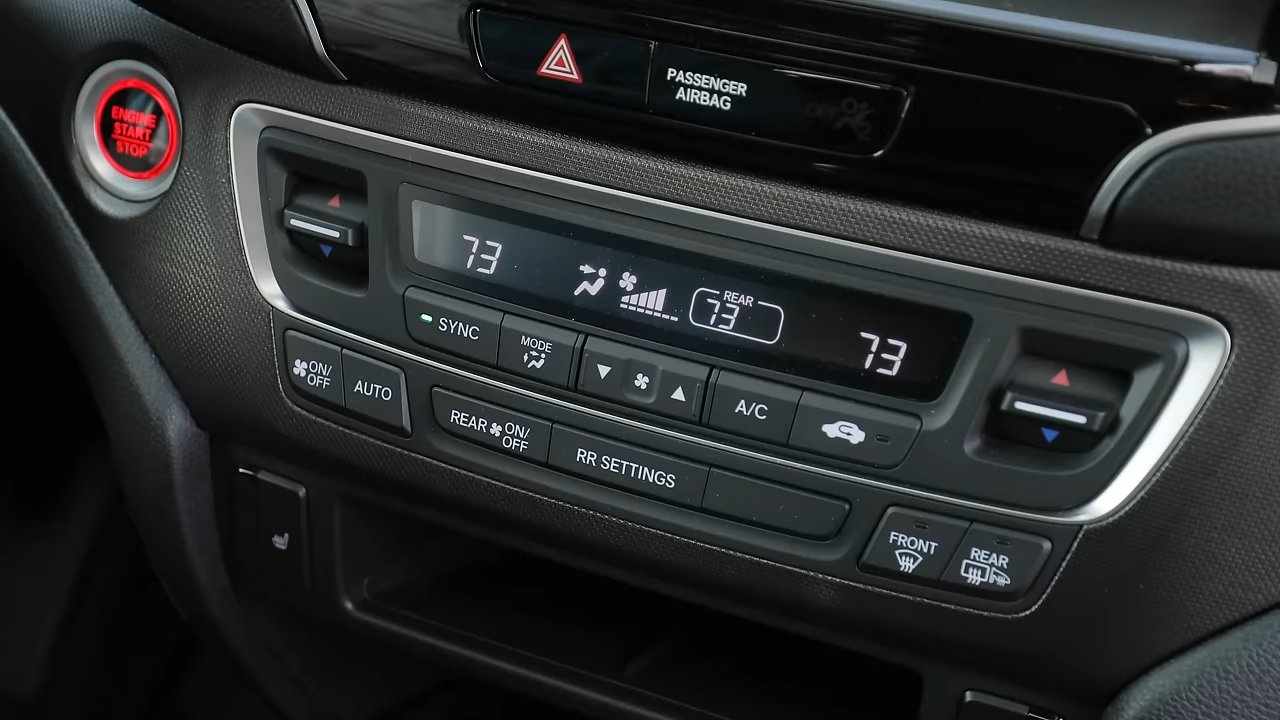 PASSENGER
AIRBAG
ENGINE
START
STOP
73
REAR
73
73
SYNC
MODE
A/C
ON/
OFF
AUTO
REAR ON/
OFF
RR SETTINGS
FRONT
REAR